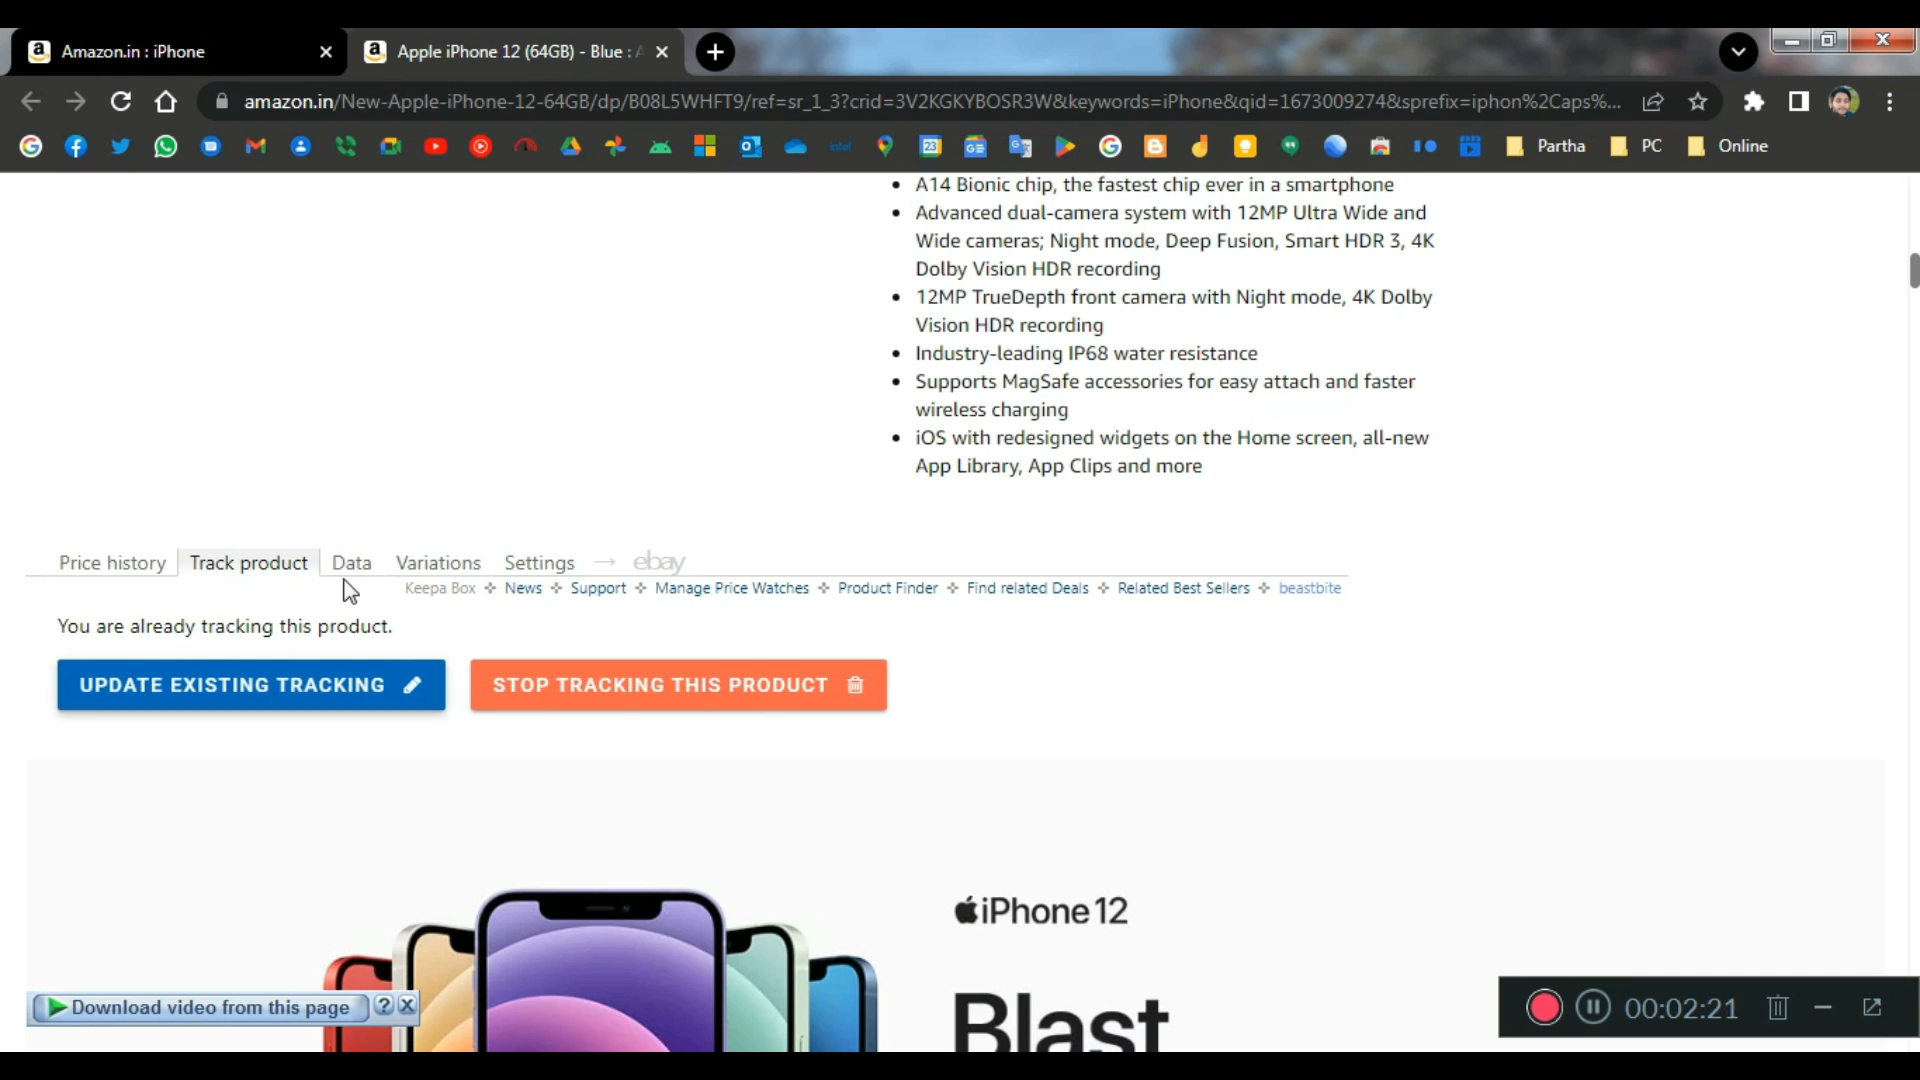 Amazon.in : iPhone
Apple iPhone 12 (64GB) - Blue : A
amazon.in/New-Apple-iPhone-12-64GB/dp/B08L5WHFT9/ref=sr_1_3?crid=3V2KGKYBOSR3W&keywords=iPhone&qid=1673009274&sprefix=iphon%2Caps%...
Partha PC Online
• A14 Bionic chip, the fastest chip ever in a smartphone
• Advanced dual-camera system with 12MP Ultra Wide and
Wide cameras; Night mode, Deep Fusion, Smart HDR 3, 4K
Dolby Vision HDR recording
• 12MP TrueDepth front camera with Night mode, 4K Dolby
Vision HDR recording
• Industry-leading IP68 water resistance
• Supports MagSafe accessories for easy attach and faster
wireless charging
• iOS with redesigned widgets on the Home screen, all-new
App Library, App Clips and more
Price history Track product Data Variations Settings → ebay
Keepa Box News Support Manage Price Watches Product Finder Find related Deals Related Best Sellers beastbite
You are already tracking this product.
UPDATE EXISTING TRACKING STOP TRACKING THIS PRODUCT
iPhone 12
Blast
Download video from this page ?
00:02:21